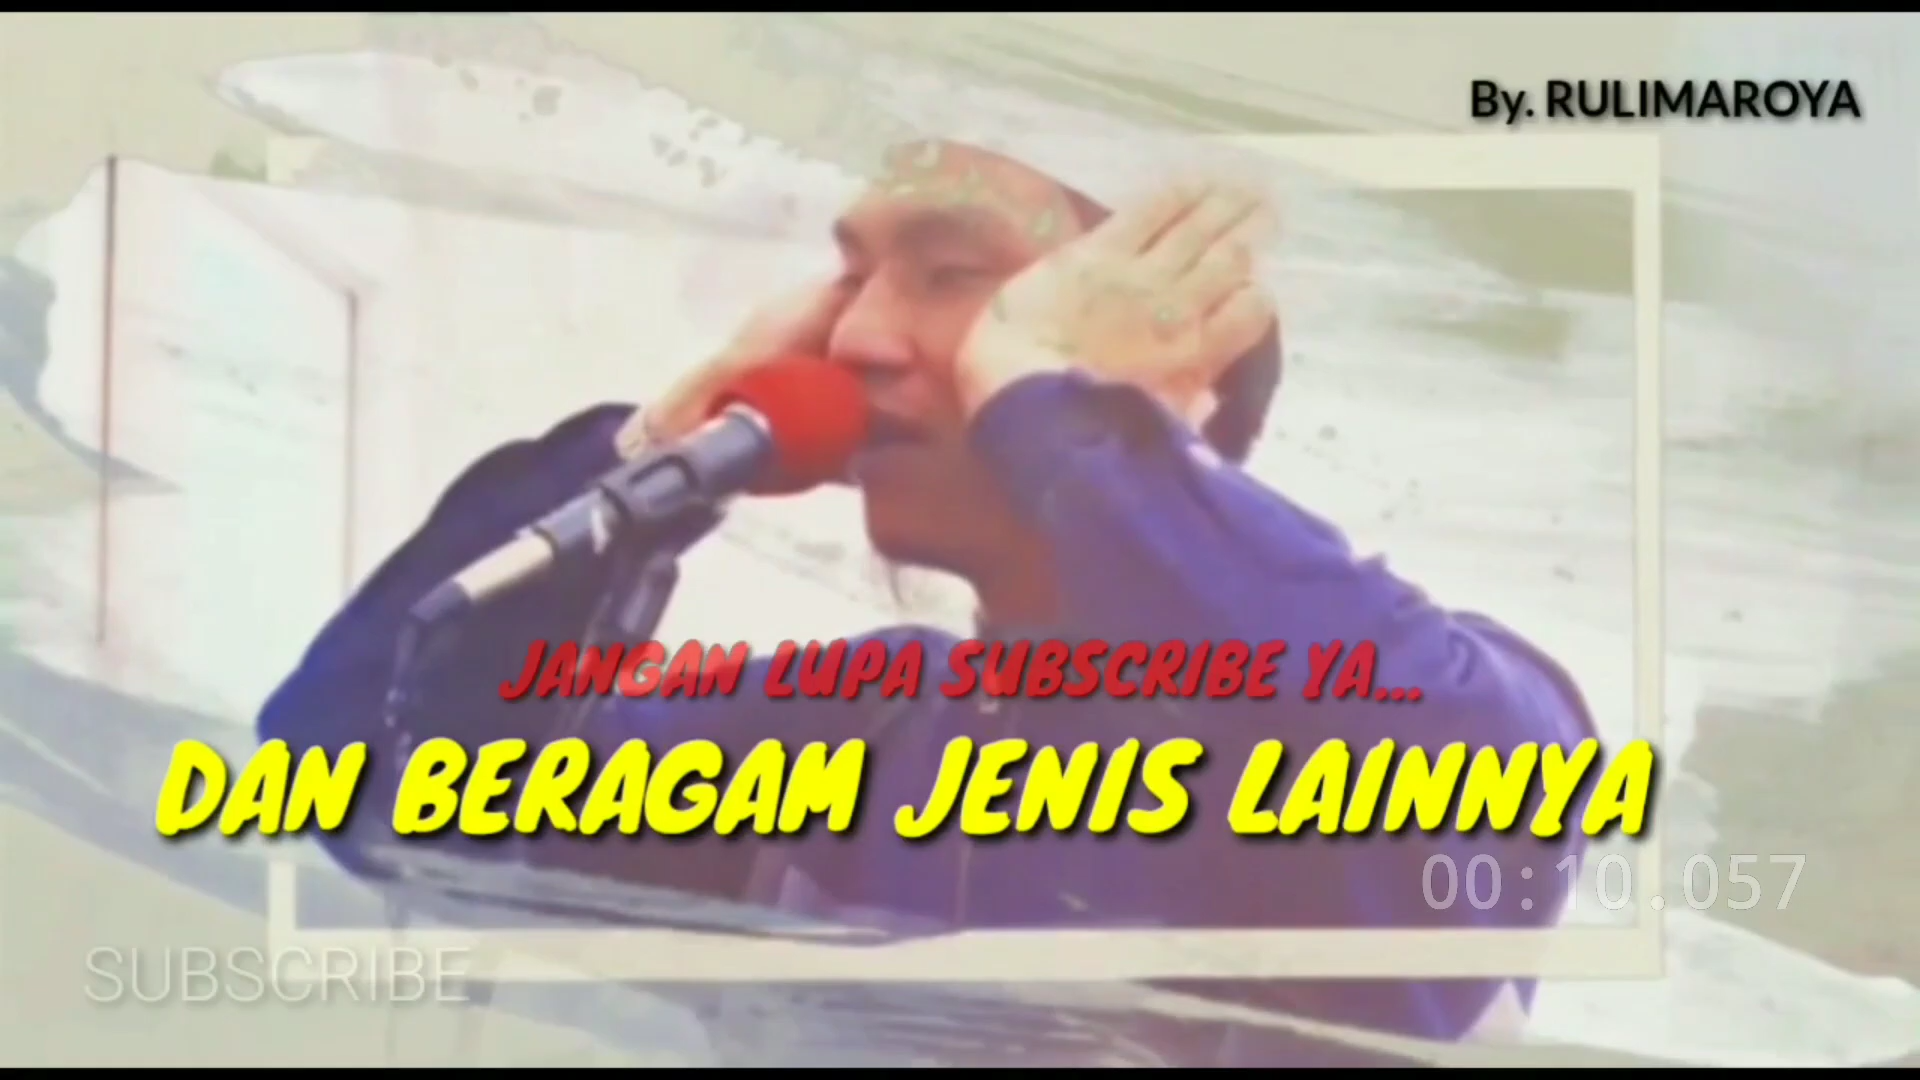 By. RULIMAROYA
JANGAN LUPA SUBSCRIBE YA...
DAN BERAGAM JENIS LAINNYA
00:10.057
SUBSCRIBE